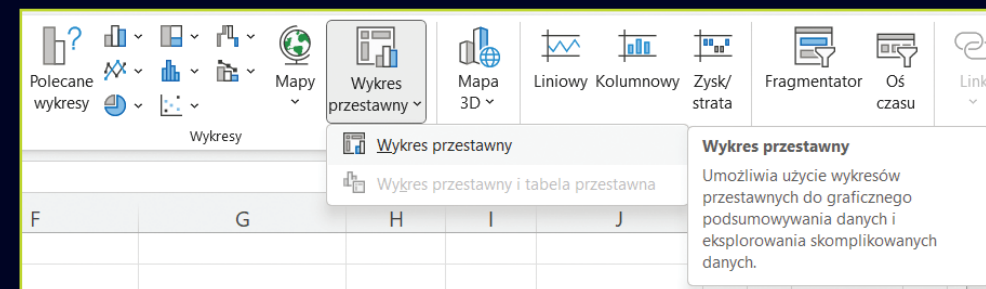 Polecane
wykresy
Mapy
Wykres
przestawny
Mapa
3D
Liniowy
Kolumnowy
Zysk/
strata
Fragmentator
Oś
czasu
Link
Wykresy
Wykres przestawny
Wykres przestawny i tabela przestawna
Wykres przestawny
Umożliwia użycie wykresów
przestawnych do graficznego
podsumowywania danych i
eksplorowania skomplikowanych
danych.
F G H I J